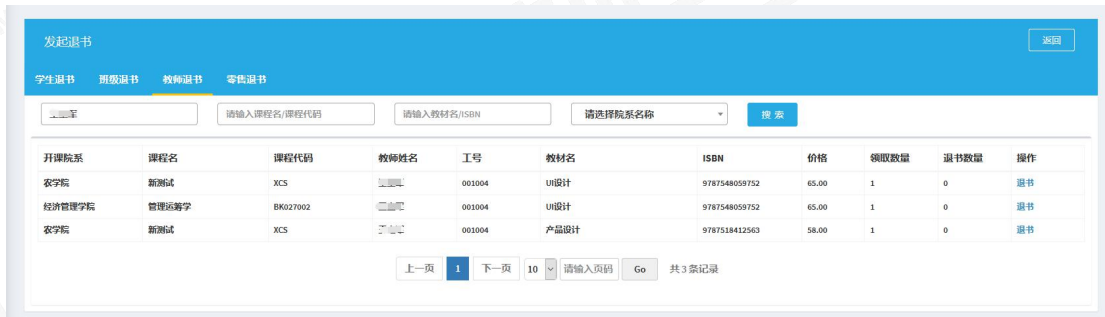 发起退书
返回
学生退书 班级退书 教师退书 零售退书
军 请输入课程名/课程代码 请输入教材名/ISBN 请选择院系名称 搜 索
开课院系 课程名 课程代码 教师姓名 工号 教材名 ISBN 价格 领取数量 退书数量 操作
农学院 新测试 XCS 001004 UI设计 9787548059752 65.00 1 0 退书
经济管理学院 管理运筹学 BK027002 001004 UI设计 9787548059752 65.00 1 0 退书
农学院 新测试 XCS 001004 产品设计 9787518412563 58.00 1 0 退书
上一页 1 下一页 10 请输入页码 Go 共3条记录